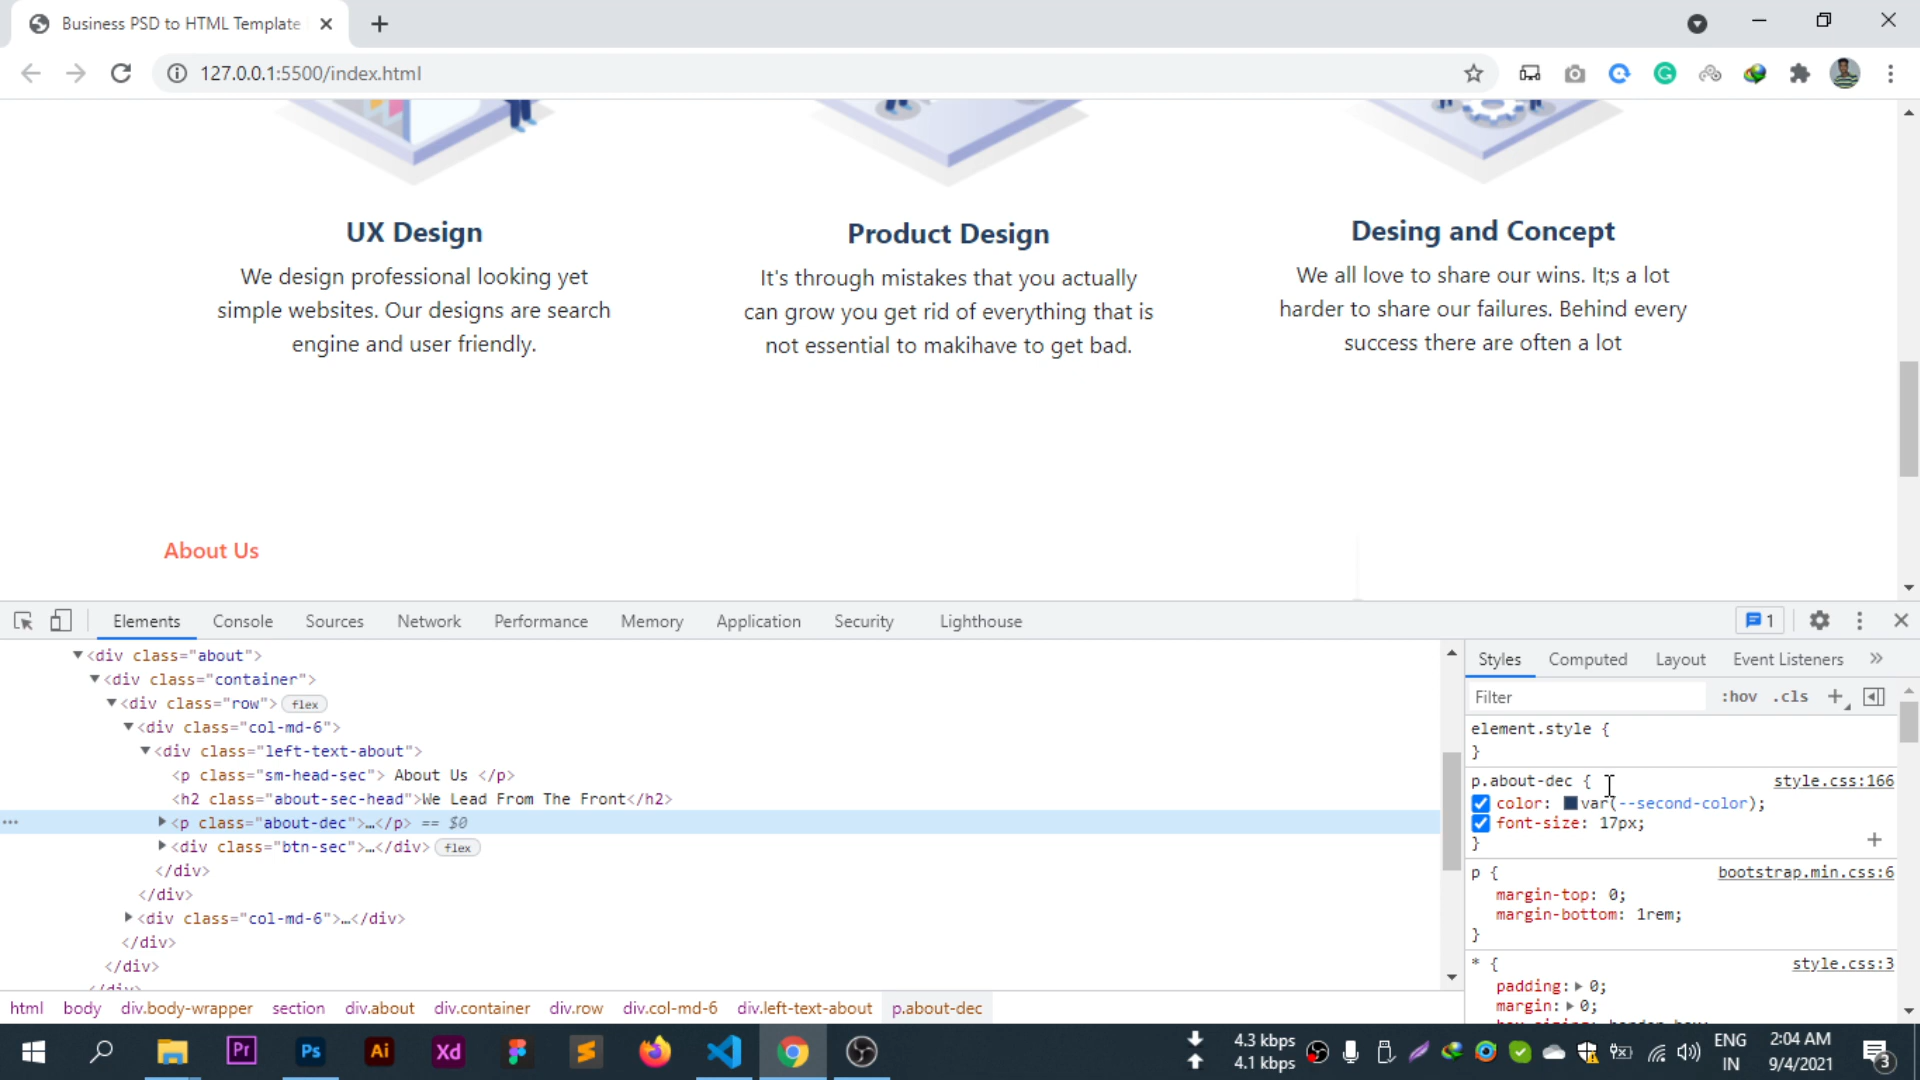 Business PSD to HTML Template
127.0.0.1:5500/index.html
UX Design
We design professional looking yet
simple websites. Our designs are search
engine and user friendly.
Product Design
It's through mistakes that you actually
can grow you get rid of everything that is
not essential to makihave to get bad.
Desing and Concept
We all love to share our wins. It;s a lot
harder to share our failures. Behind every
success there are often a lot
About Us
Elements Console Sources Network Performance Memory Application Security Lighthouse 1
<div class="about">
<div class="container">
<div class="row"> flex
<div class="col-md-6">
<div class="left-text-about">
<p class="sm-head-sec"> About Us </p>
<h2 class="about-sec-head">We Lead From The Front</h2>
<p class="about-dec">…</p> == $0
<div class="btn-sec">…</div> flex
</div>
</div>
<div class="col-md-6">…</div>
</div>
</div>
html body div.body-wrapper section div.about div.container div.row div.col-md-6 div.left-text-about p.about-dec
Styles Computed Layout Event Listeners
Filter :hov .cls
element.style {
}
p.about-dec { style.css:166
color: var(--second-color);
font-size: 17px;
}
p { bootstrap.min.css:6
margin-top: 0;
margin-bottom: 1rem;
}
* { style.css:3
padding: 0;
margin: 0;
Pr Ps Ai Xd
4.3 kbps
4.1 kbps
ENG
IN
2:04 AM
9/4/2021
3